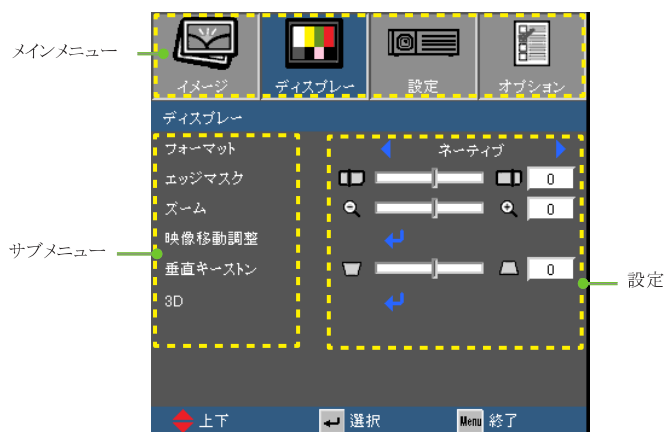 メインメニュー
イメージ ディスプレー 設定 オプション
ディスプレー
フォーマット ネーティブ
エッジマスク 0
ズーム 0
映像移動調整
サブメニュー
垂直キーストン 0
設定
3D
上下 選択 Menu 終了